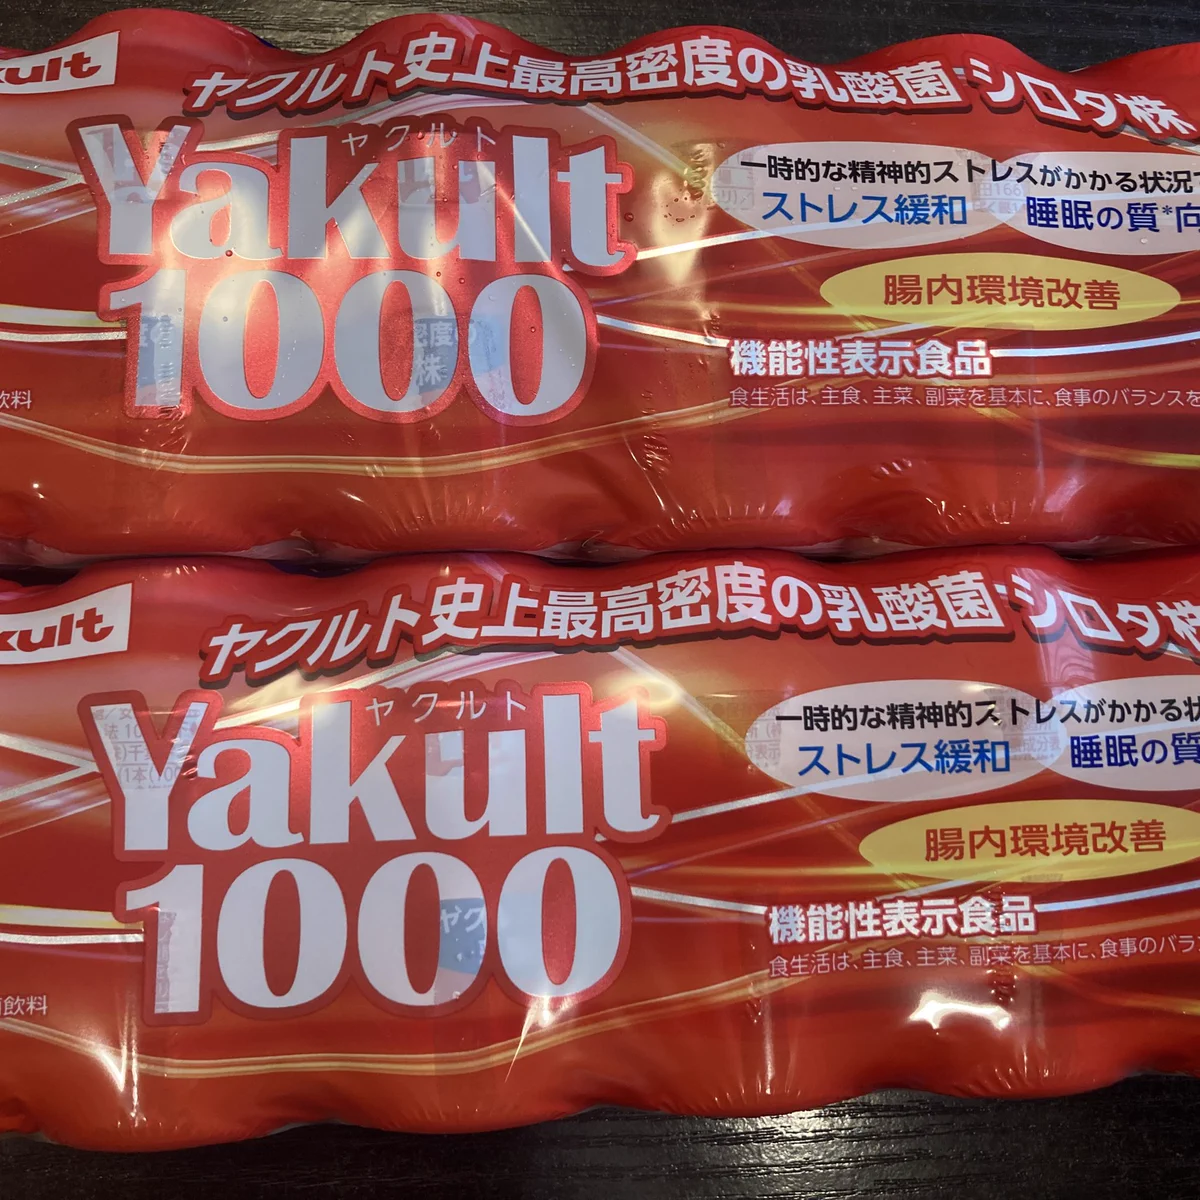 kult
ヤクルト史上最高密度の乳酸菌 シロタ株
ヤクルト
Yakult
1000
一時的な精神的ストレスがかかる状況で
ストレス緩和
睡眠の質*向
腸内環境改善
機能性表示食品
食生活は、主食、主菜、副菜を基本に、食事のバランスを
飲料
kult
ヤクルト史上最高密度の乳酸菌 シロタ株
ヤクルト
Yakult
1000
一時的な精神的ストレスがかかる状
ストレス緩和
睡眠の質
腸内環境改善
機能性表示食品
食生活は、主食、主菜、副菜を基本に、食事のバラン
飲料